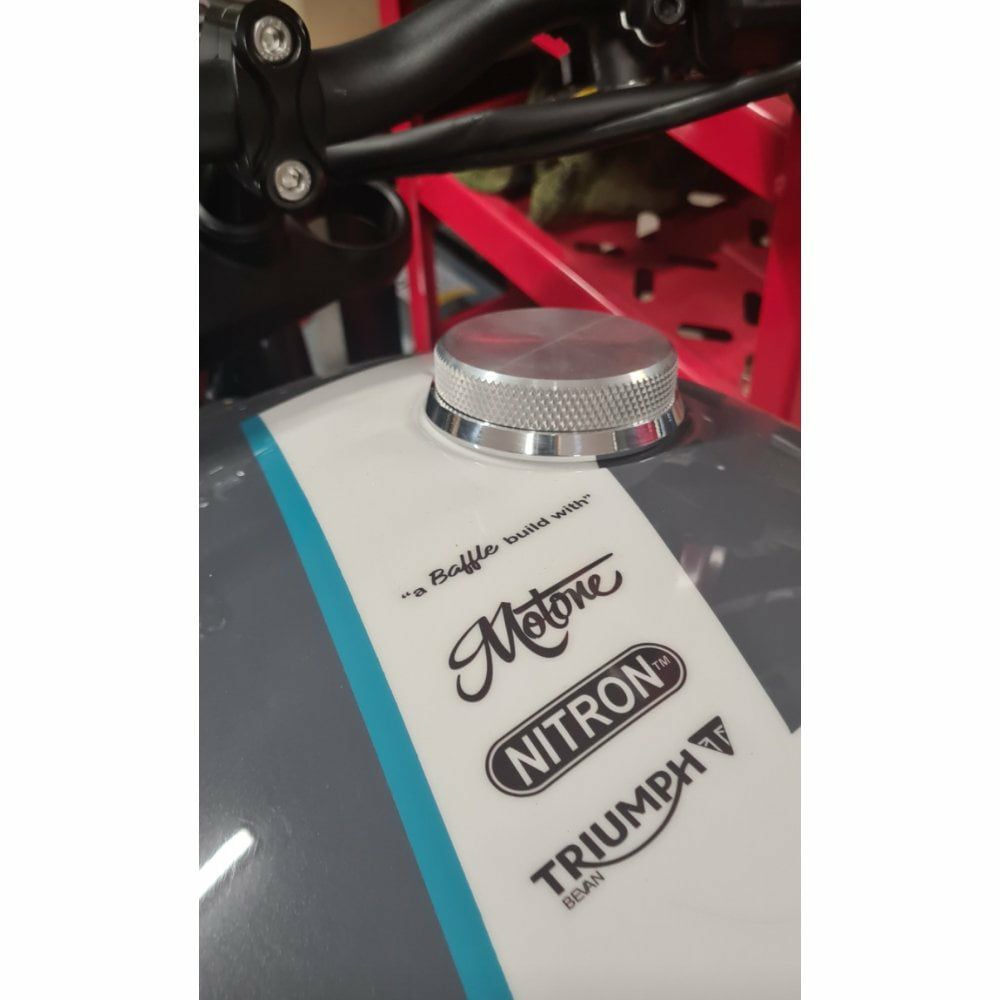 “a Baffle build with”
Motone
NITRON™
TRIUMPH
BEVAN